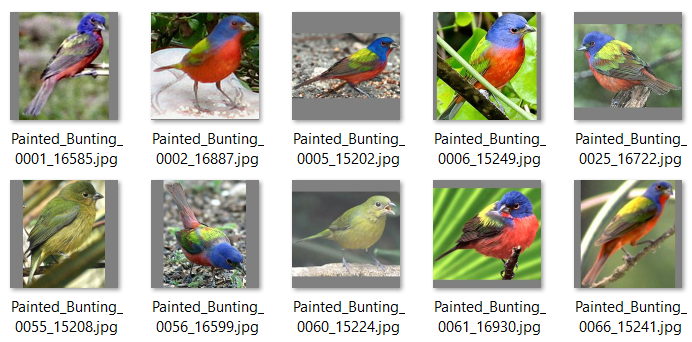 Painted_Bunting_
0001_16585.jpg
Painted_Bunting_
0002_16887.jpg
Painted_Bunting_
0005_15202.jpg
Painted_Bunting_
0006_15249.jpg
Painted_Bunting_
0025_16722.jpg
Painted_Bunting_
0055_15208.jpg
Painted_Bunting_
0056_16599.jpg
Painted_Bunting_
0060_15224.jpg
Painted_Bunting_
0061_16930.jpg
Painted_Bunting_
0066_15241.jpg